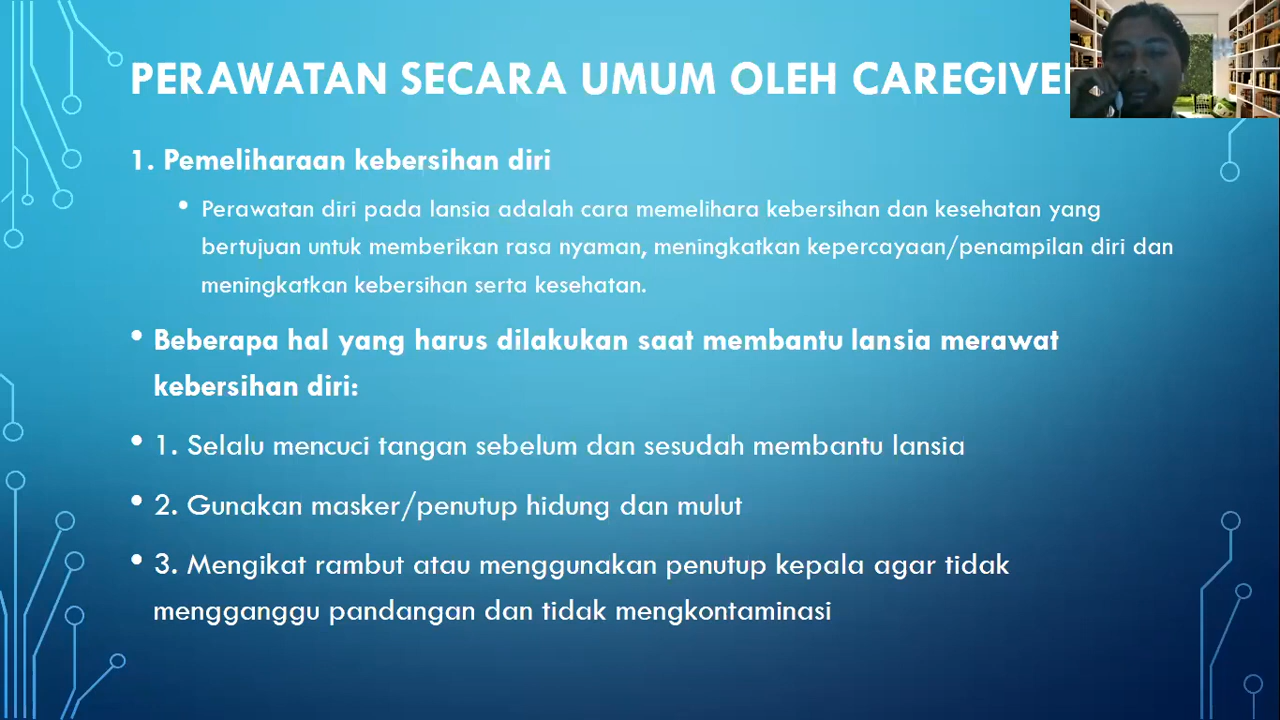 PERAWATAN SECARA UMUM OLEH
1. Pemeliharaan kebersihan diri
• Perawatan diri pada lansia adalah cara memelihara kebersihan dan kesehatan yang
bertujuan untuk memberikan rasa nyaman, meningkatkan kepercayaan/penampilan diri dan
meningkatkan kebersihan serta kesehatan.
• Beberapa hal yang harus dilakukan saat membantu lansia merawat
kebersihan diri:
• 1. Selalu mencuci tangan sebelum dan sesudah membantu lansia
• 2. Gunakan masker/penutup hidung dan mulut
• 3. Mengikat rambut atau menggunakan penutup kepala agar tidak
mengganggu pandangan dan tidak mengkontaminasi